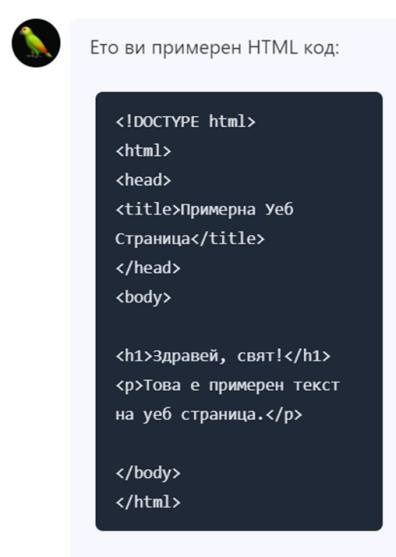 Ето ви примерен HTML код:
<!DOCTYPE html>
<html>
<head>
<title>Примерна Уеб
Страница</title>
</head>
<body>
<h1>Здравей, свят!</h1>
<p>Това е примерен текст
на уеб страница.</p>
</body>
</html>